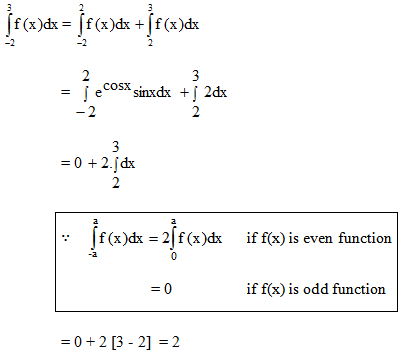 ∫_{-2}^{3} f(x)dx = ∫_{-2}^{2} f(x)dx + ∫_{2}^{3} f(x)dx
= ∫_{-2}^{2} e^{cosx} sinxdx + ∫_{2}^{3} 2dx
= 0 + 2.∫_{2}^{3} dx
∵ ∫_{-a}^{a} f(x)dx = 2∫_{0}^{a} f(x)dx if f(x) is even function
= 0 if f(x) is odd function
= 0 + 2 [3 - 2] = 2